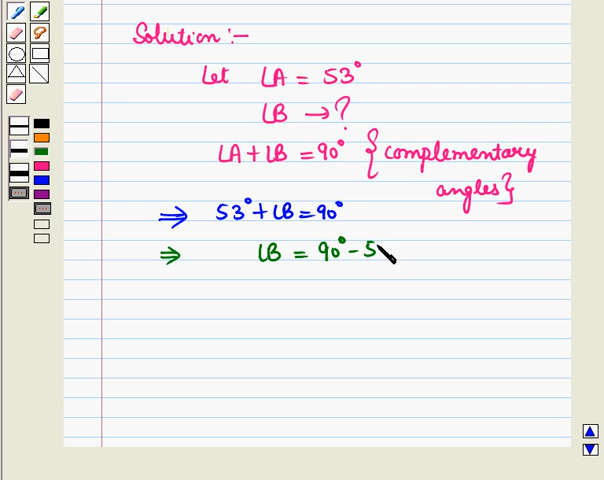 Solution :-
Let ∠A = 53°
∠B → ?
∠A + ∠B = 90° {complementary
angles}
⇒ 53° + ∠B = 90°
⇒ ∠B = 90° - 5